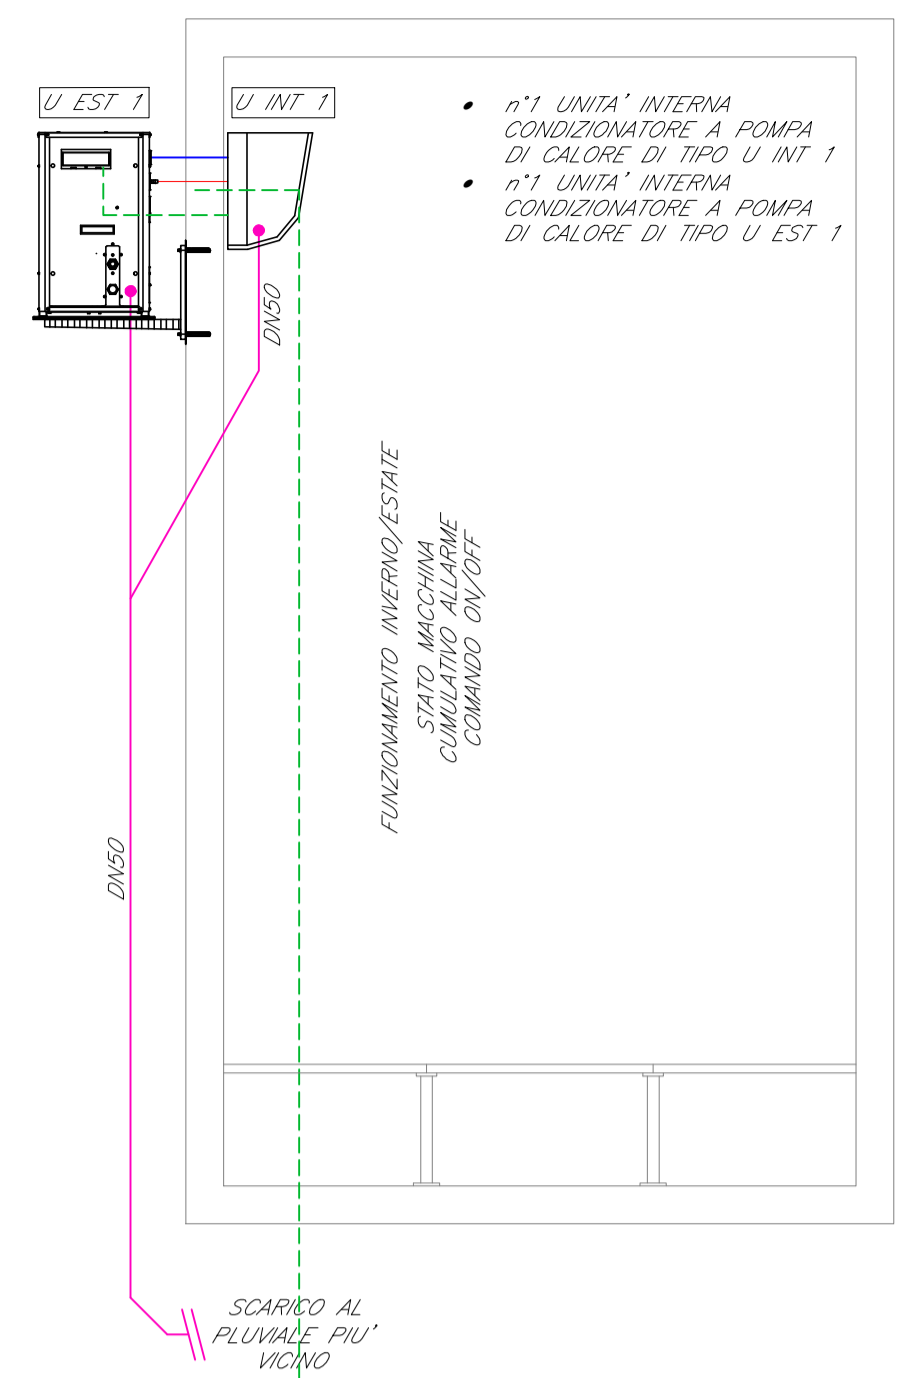 U EST 1
U INT 1
• n°1 UNITA' INTERNA
CONDIZIONATORE A POMPA
DI CALORE DI TIPO U INT 1
• n°1 UNITA' INTERNA
CONDIZIONATORE A POMPA
DI CALORE DI TIPO U EST 1
DN50
FUNZIONAMENTO INVERNO/ESTATE
STATO MACCHINA
CUMULATIVO ALLARME
COMANDO ON/OFF
DN50
SCARICO AL
PLUVIALE PIU'
VICINO